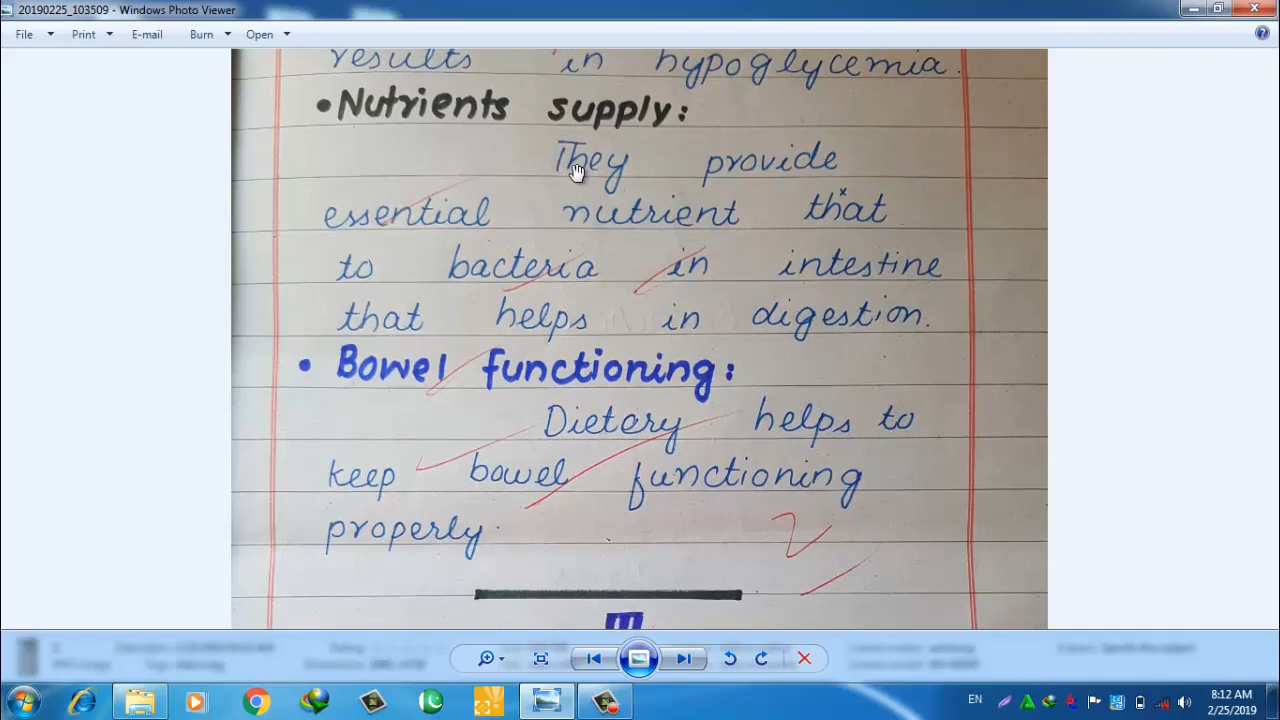 20190225_103509 - Windows Photo Viewer
File Print E-mail Burn Open
results in hypoglycemia.
• Nutrients supply:
They provide
essential nutrient that
to bacteria in intestine
that helps in digestion.
• Bowel functioning:
Dietary helps to
keep bowel functioning
properly.
EN
8:12 AM
2/25/2019